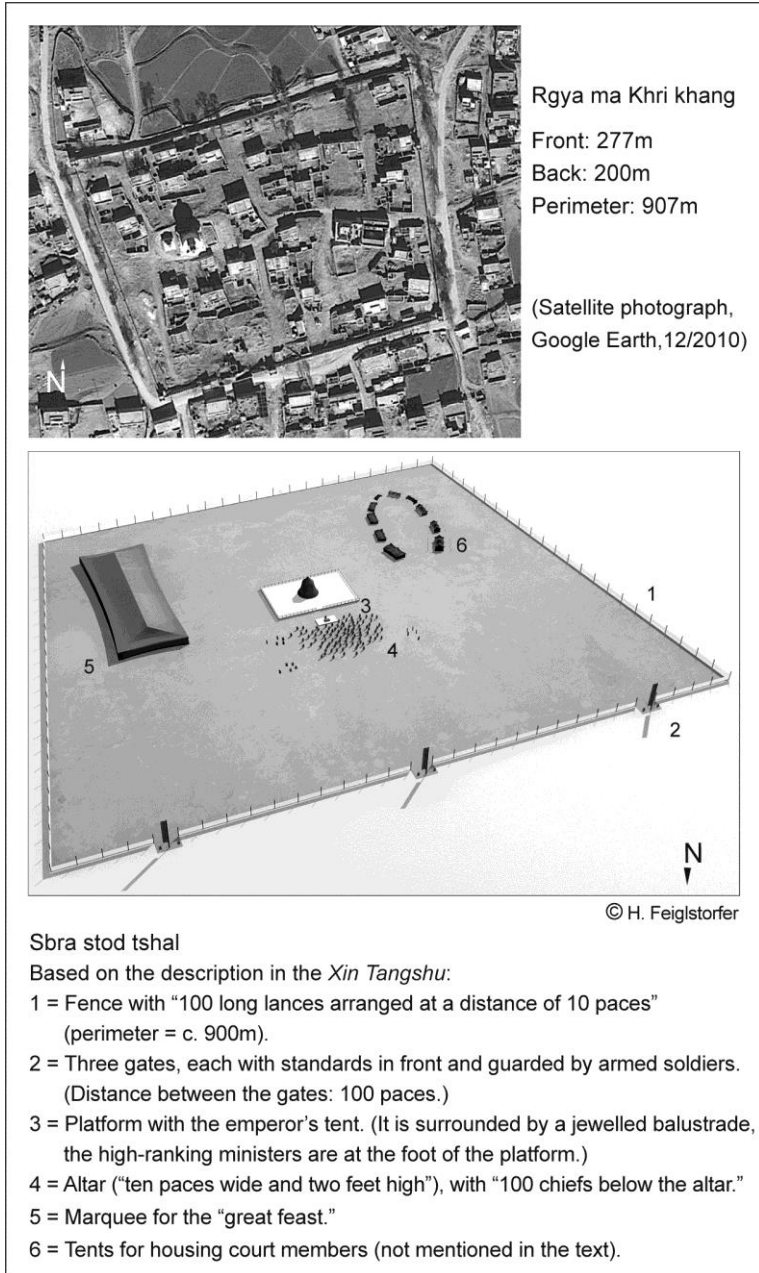 Rgya ma Khri khang
Front: 277m
Back: 200m
Perimeter: 907m
(Satellite photograph,
Google Earth,12/2010)
N
1
2
3
4
5
6
N
© H. Feiglstorfer
Sbra stod tshal
Based on the description in the Xin Tangshu:
1 = Fence with “100 long lances arranged at a distance of 10 paces”
(perimeter = c. 900m).
2 = Three gates, each with standards in front and guarded by armed soldiers.
(Distance between the gates: 100 paces.)
3 = Platform with the emperor’s tent. (It is surrounded by a jewelled balustrade,
the high-ranking ministers are at the foot of the platform.)
4 = Altar (“ten paces wide and two feet high”), with “100 chiefs below the altar.”
5 = Marquee for the “great feast.”
6 = Tents for housing court members (not mentioned in the text).